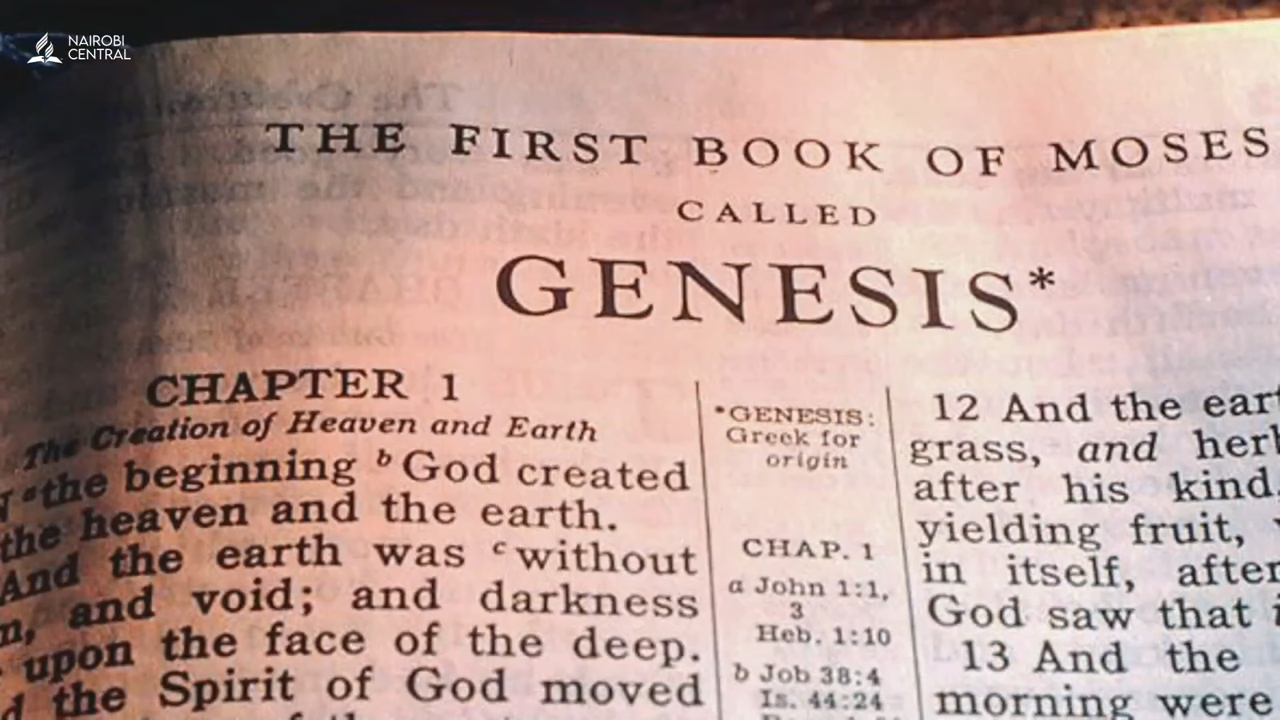 NAIROBI
CENTRAL
THE FIRST BOOK OF MOSES
CALLED
GENESIS*
CHAPTER 1
The Creation of Heaven and Earth
a the beginning b God created
the heaven and the earth.
And the earth was c without
and void; and darkness
upon the face of the deep.
the Spirit of God moved
*GENESIS:
Greek for
origin
CHAP. 1
a John 1:1,
3
Heb. 1:10
b Job 38:4
Is. 44:24
12 And the eart
grass, and herb
after his kind,
yielding fruit,
in itself, after
God saw that
13 And the
morning were